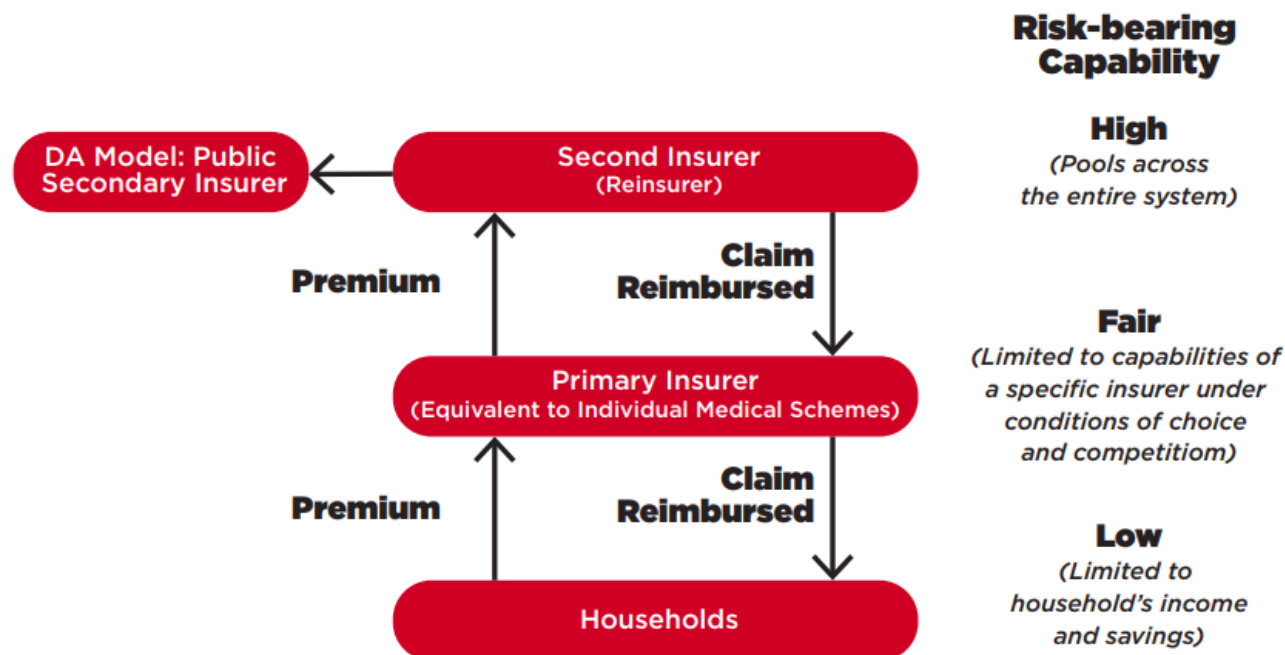 Risk-bearing
Capability
High
(Pools across
the entire system)
DA Model: Public
Secondary Insurer
Second Insurer
(Reinsurer)
Premium
Claim
Reimbursed
Fair
(Limited to capabilities of
a specific insurer under
conditions of choice
and competitiom)
Primary Insurer
(Equivalent to Individual Medical Schemes)
Premium
Claim
Reimbursed
Low
(Limited to
household's income
and savings)
Households